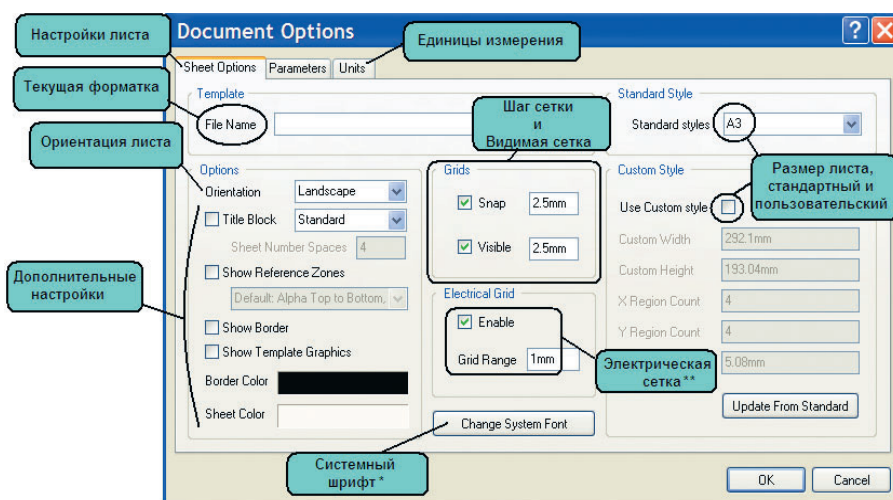 Настройки листа
Document Options
Единицы измерения
Sheet Options
Parameters
Units
Текущая форматка
Template
File Name
Шаг сетки
и
Видимая сетка
Standard Style
Standard styles
A3
Ориентация листа
Размер листа,
стандартный и
пользовательский
Options
Orientation
Landscape
Title Block
Standard
Sheet Number Spaces
4
Show Reference Zones
Default: Alpha Top to Bottom,
Show Border
Show Template Graphics
Border Color
Sheet Color
Дополнительные
настройки
Grids
Snap
2.5mm
Visible
2.5mm
Electrical Grid
Enable
Grid Range
1mm
Электрическая
сетка**
Custom Style
Use Custom style
Custom Width
292.1mm
Custom Height
193.04mm
X Region Count
4
Y Region Count
4
5.08mm
Update From Standard
Change System Font
Системный
шрифт*
OK
Cancel